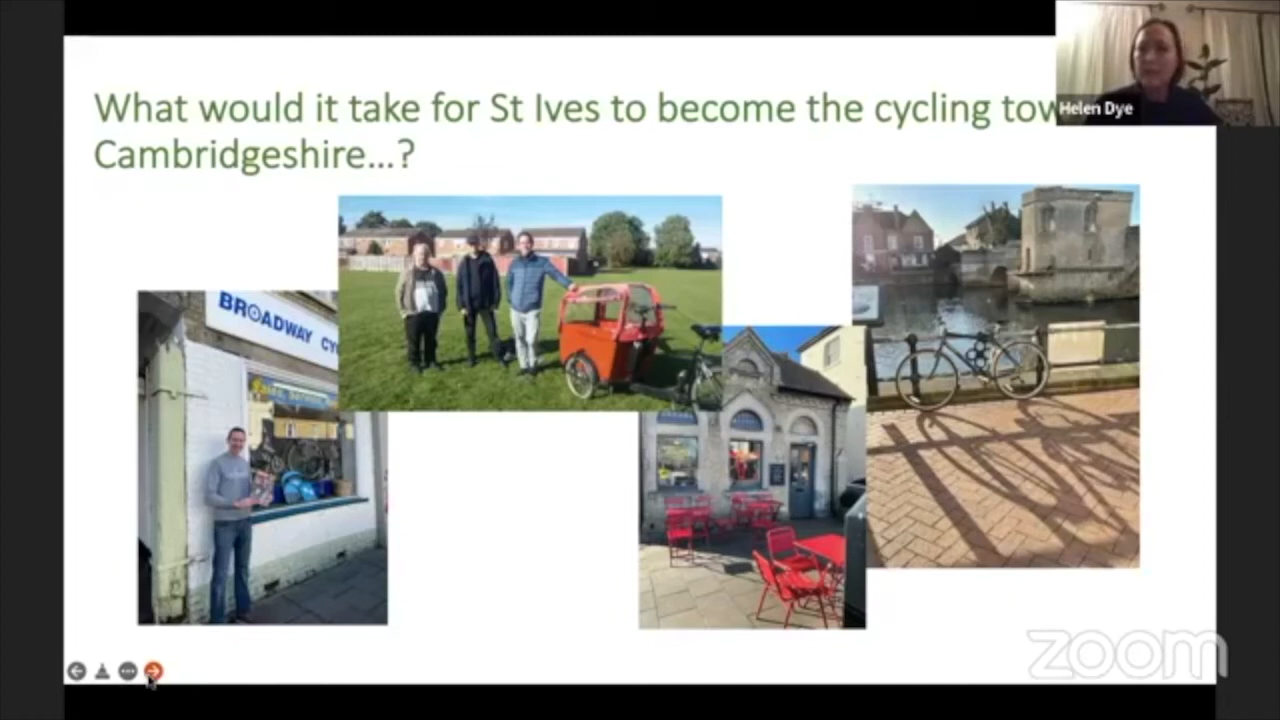 What would it take for St Ives to become the cycling tow
Cambridgeshire...?
Helen Dye
BROADWAY CY
zoom